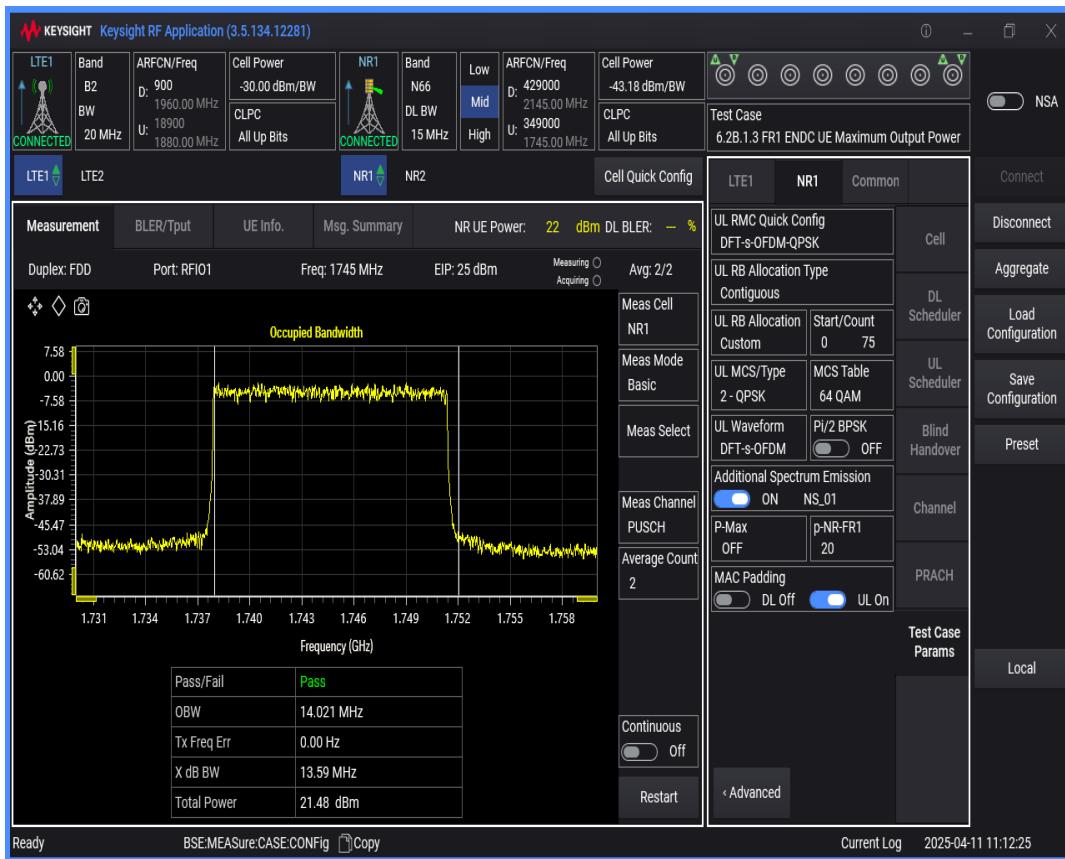 KEYSIGHT Keysight RF Application (3.5.134.12281)
LTE1
CONNECTED
Band
B2
BW
20 MHz
ARFCN/Freq
D: 900
1960.00 MHz
U: 18900
1880.00 MHz
Cell Power
-30.00 dBm/BW
CLPC
All Up Bits
NR1
CONNECTED
Band
N66
DL BW
15 MHz
Low
Mid
High
ARFCN/Freq
D: 429000
2145.00 MHz
U: 349000
1745.00 MHz
Cell Power
-43.18 dBm/BW
CLPC
All Up Bits
Test Case
6.2B.1.3 FR1 ENDC UE Maximum Output Power
NSA
LTE1 LTE2 NR1 NR2 Cell Quick Config
Measurement BLER/Tput UE Info. Msg. Summary NR UE Power: 22 dBm DL BLER: -- %
Duplex: FDD Port: RFIO1 Freq: 1745 MHz EIP: 25 dBm Measuring Avg: 2/2
Acquiring
Occupied Bandwidth
7.58
0.00
-7.58
-15.16
-22.73
-30.31
-37.89
-45.47
-53.04
-60.62
Amplitude (dBm)
1.731 1.734 1.737 1.740 1.743 1.746 1.749 1.752 1.755 1.758
Frequency (GHz)
Pass/Fail Pass
OBW 14.021 MHz
Tx Freq Err 0.00 Hz
X dB BW 13.59 MHz
Total Power 21.48 dBm
Meas Cell
NR1
Meas Mode
Basic
Meas Select
Meas Channel
PUSCH
Average Count
2
Continuous
Off
Restart
LTE1 NR1 Common
UL RMC Quick Config
DFT-s-OFDM-QPSK
UL RB Allocation Type
Contiguous
UL RB Allocation
Custom
Start/Count
0 75
UL MCS/Type
2 - QPSK
MCS Table
64 QAM
UL Waveform
DFT-s-OFDM
Pi/2 BPSK
OFF
Additional Spectrum Emission
ON NS_01
P-Max
OFF
p-NR-FR1
20
MAC Padding
DL Off UL On
‹ Advanced
Cell
DL
Scheduler
UL
Scheduler
Blind
Handover
Channel
PRACH
Test Case
Params
Connect
Disconnect
Aggregate
Load
Configuration
Save
Configuration
Preset
Local
Ready BSE:MEASure:CASE:CONFig Copy Current Log 2025-04-11 11:12:25